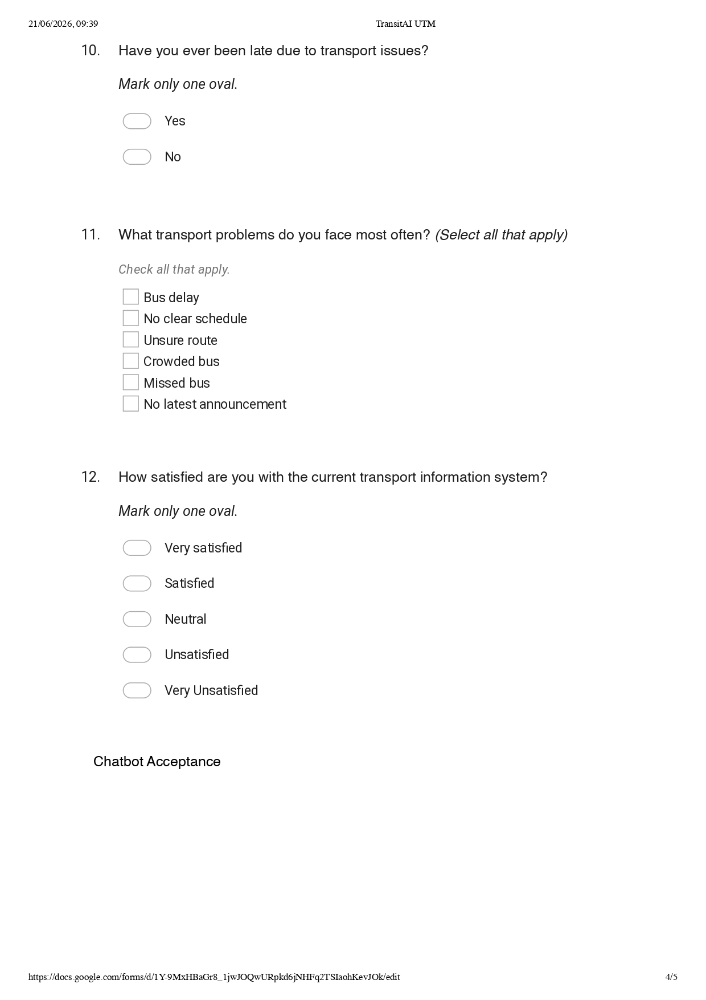 21/06/2026, 09:39 TransitAI UTM
10. Have you ever been late due to transport issues?
Mark only one oval.
Yes
No
11. What transport problems do you face most often? (Select all that apply)
Check all that apply.
Bus delay
No clear schedule
Unsure route
Crowded bus
Missed bus
No latest announcement
12. How satisfied are you with the current transport information system?
Mark only one oval.
Very satisfied
Satisfied
Neutral
Unsatisfied
Very Unsatisfied
Chatbot Acceptance
https://docs.google.com/forms/d/1Y-9MxHBaGr8_1jwJOQwURpkd6jNHFq2TSIaohKevJOk/edit 4/5